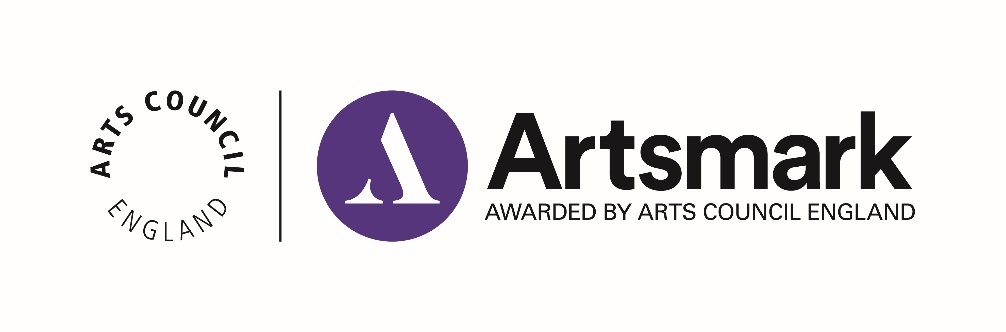 ARTS COUNCIL
ENGLAND
A
Artsmark
AWARDED BY ARTS COUNCIL ENGLAND